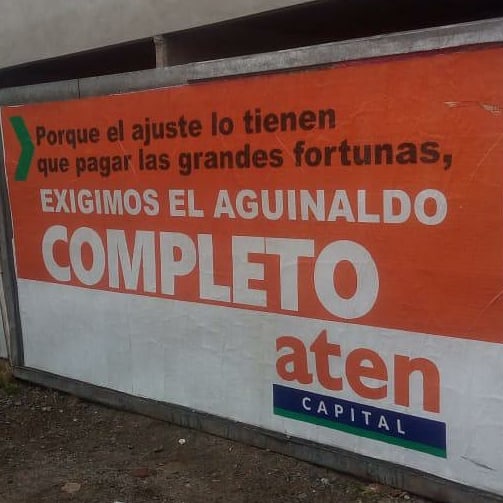 Porque el ajuste lo tienen
que pagar las grandes fortunas,
EXIGIMOS EL AGUINALDO
COMPLETO
aten
CAPITAL